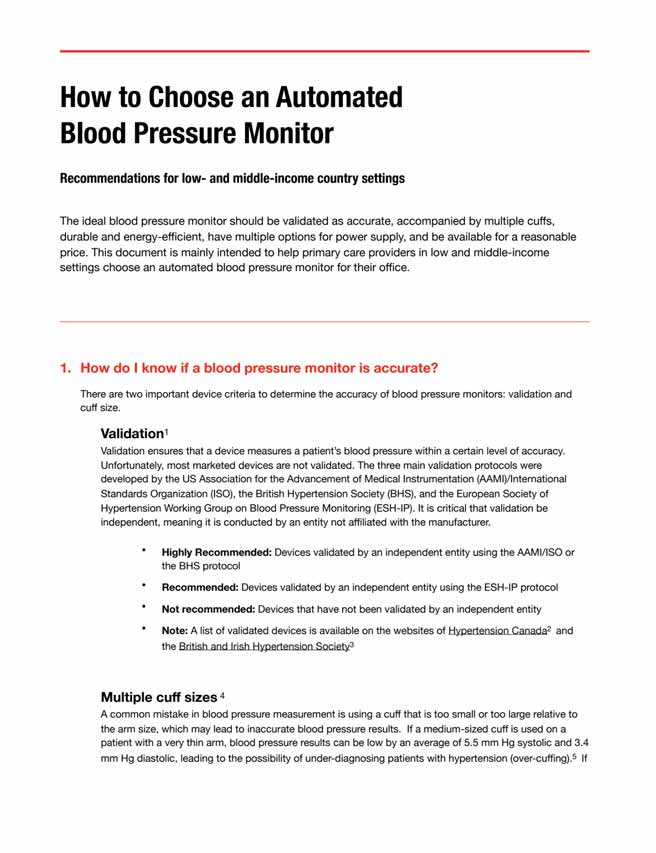 How to Choose an Automated
Blood Pressure Monitor
Recommendations for low- and middle-income country settings
The ideal blood pressure monitor should be validated as accurate, accompanied by multiple cuffs,
durable and energy-efficient, have multiple options for power supply, and be available for a reasonable
price. This document is mainly intended to help primary care providers in low and middle-income
settings choose an automated blood pressure monitor for their office.
1. How do I know if a blood pressure monitor is accurate?
There are two important device criteria to determine the accuracy of blood pressure monitors: validation and
cuff size.
Validation¹
Validation ensures that a device measures a patient's blood pressure within a certain level of accuracy.
Unfortunately, most marketed devices are not validated. The three main validation protocols were
developed by the US Association for the Advancement of Medical Instrumentation (AAMI)/International
Standards Organization (ISO), the British Hypertension Society (BHS), and the European Society of
Hypertension Working Group on Blood Pressure Monitoring (ESH-IP). It is critical that validation be
independent, meaning it is conducted by an entity not affiliated with the manufacturer.
• Highly Recommended: Devices validated by an independent entity using the AAMI/ISO or
the BHS protocol
• Recommended: Devices validated by an independent entity using the ESH-IP protocol
• Not recommended: Devices that have not been validated by an independent entity
• Note: A list of validated devices is available on the websites of Hypertension Canada² and
the British and Irish Hypertension Society³
Multiple cuff sizes ⁴
A common mistake in blood pressure measurement is using a cuff that is too small or too large relative to
the arm size, which may lead to inaccurate blood pressure results. If a medium-sized cuff is used on a
patient with a very thin arm, blood pressure results can be low by an average of 5.5 mm Hg systolic and 3.4
mm Hg diastolic, leading to the possibility of under-diagnosing patients with hypertension (over-cuffing).⁵ If